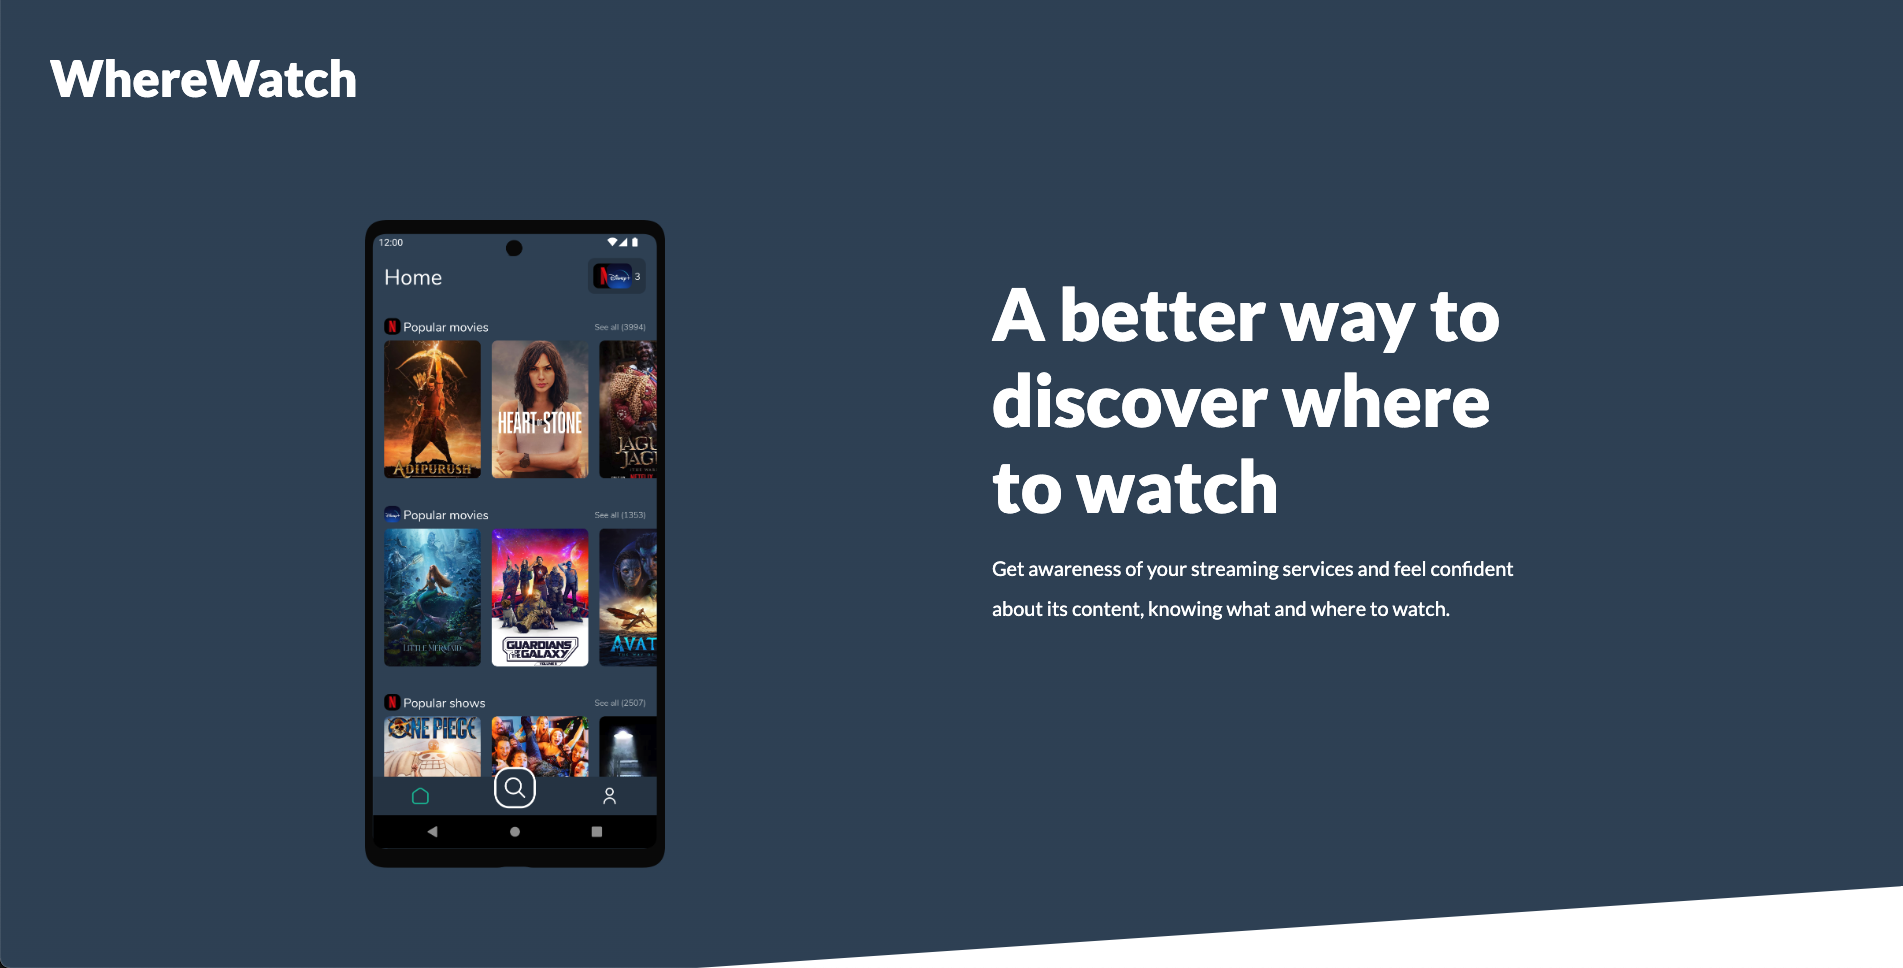 WhereWatch
12:00
Home
Disney+
3
N
Popular movies
See all (3994)
ADIPURUSH
HEART OF STONE
Disney+
Popular movies
See all (1353)
LITTLE MERMAID
GUARDIANS
OF THE GALAXY
AVAT
N
Popular shows
See all (2507)
ONE PIECE
A better way to
discover where
to watch
Get awareness of your streaming services and feel confident
about its content, knowing what and where to watch.